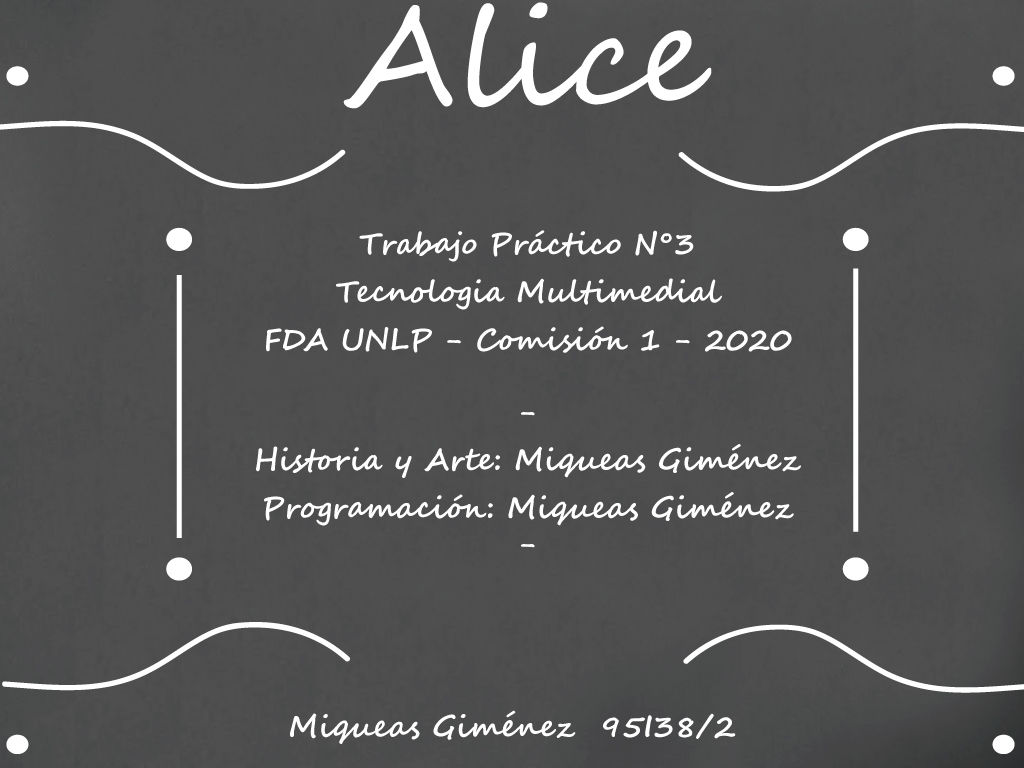 Alice
Trabajo Práctico N°3
Tecnologia Multimedial
FDA UNLP - Comisión 1 - 2020
-
Historia y Arte: Miqueas Giménez
Programación: Miqueas Giménez
-
Miqueas Giménez 95138/2